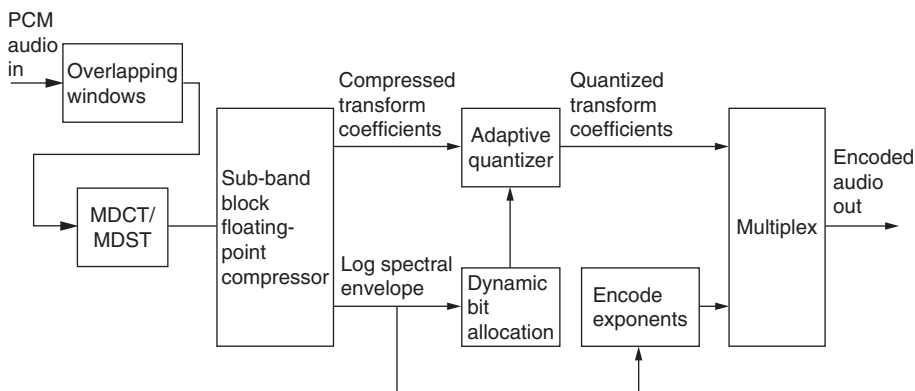 PCM
audio
in
Overlapping
windows
MDCT/
MDST
Sub-band
block
floating-
point
compressor
Compressed
transform
coefficients
Log spectral
envelope
Adaptive
quantizer
Dynamic
bit
allocation
Quantized
transform
coefficients
Encode
exponents
Multiplex
Encoded
audio
out